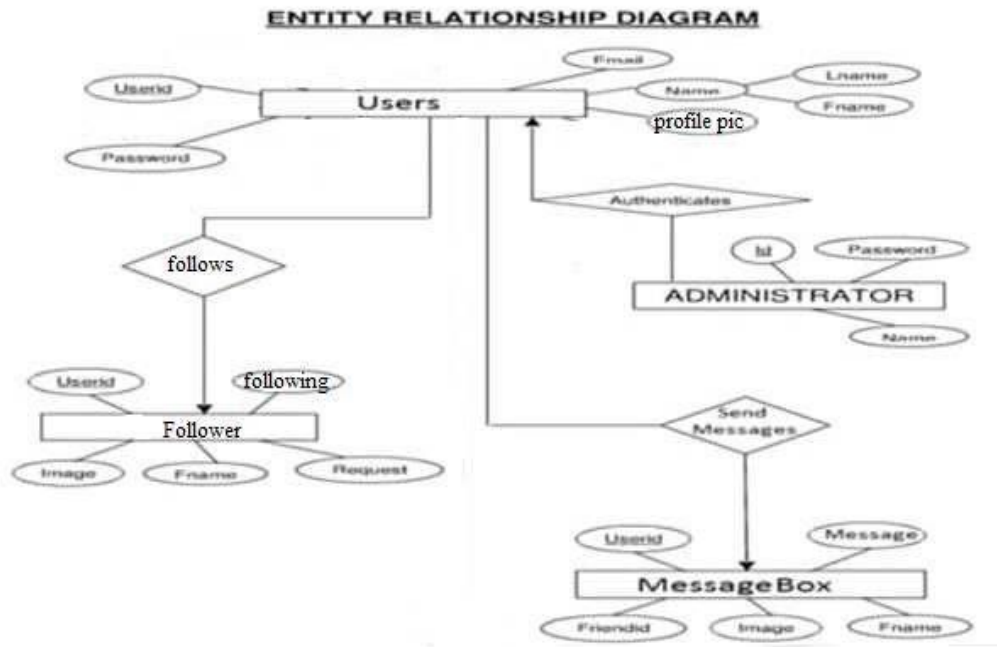 ENTITY RELATIONSHIP DIAGRAM
Email
Userid
Users
Name
Lname
Fname
profile pic
Password
Authenticates
follows
Id
Password
ADMINISTRATOR
Name
Userid
following
Follower
Image
Fname
Request
Send
Messages
Userid
Message
MessageBox
Friendid
Image
Fname